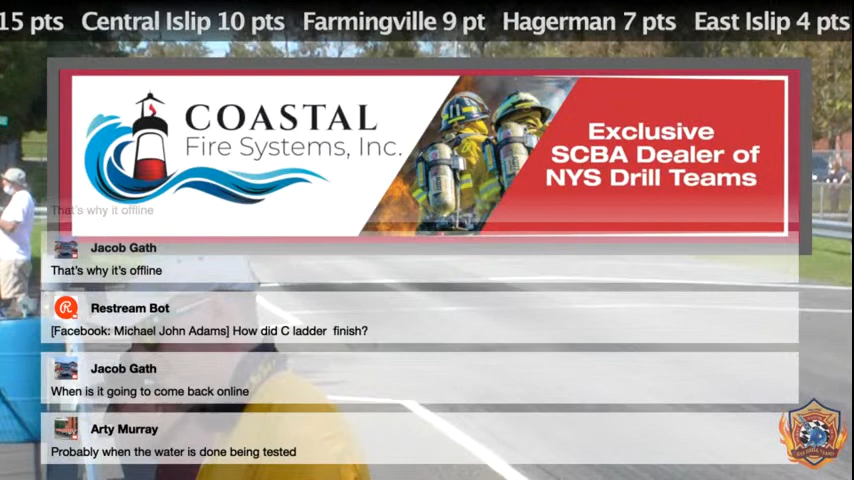 15 pts Central Islip 10 pts Farmingville 9 pt Hagerman 7 pts East Islip 4 pts
COASTAL
Fire Systems, Inc.
Exclusive
SCBA Dealer of
NYS Drill Teams
That's why it offline
Jacob Gath
That's why it's offline
Restream Bot
[Facebook: Michael John Adams] How did C ladder finish?
Jacob Gath
When is it going to come back online
Arty Murray
Probably when the water is done being tested